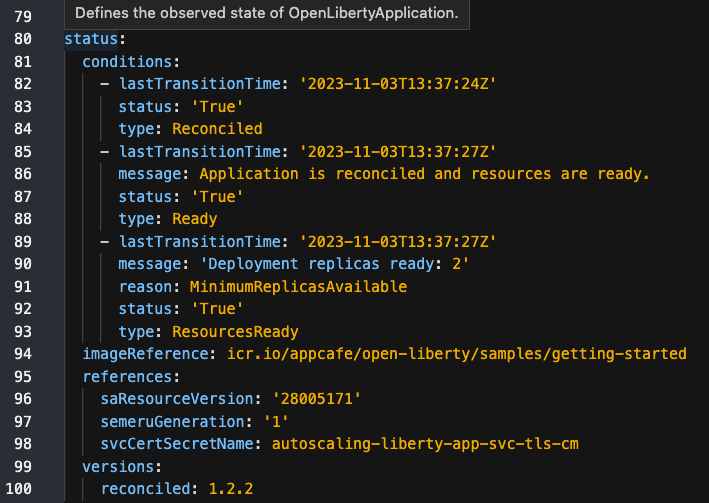 Defines the observed state of OpenLibertyApplication.
79
80 status:
81 conditions:
82 - lastTransitionTime: '2023-11-03T13:37:24Z'
83 status: 'True'
84 type: Reconciled
85 - lastTransitionTime: '2023-11-03T13:37:27Z'
86 message: Application is reconciled and resources are ready.
87 status: 'True'
88 type: Ready
89 - lastTransitionTime: '2023-11-03T13:37:27Z'
90 message: 'Deployment replicas ready: 2'
91 reason: MinimumReplicasAvailable
92 status: 'True'
93 type: ResourcesReady
94 imageReference: icr.io/appcafe/open-liberty/samples/getting-started
95 references:
96 saResourceVersion: '28005171'
97 semeruGeneration: '1'
98 svcCertSecretName: autoscaling-liberty-app-svc-tls-cm
99 versions:
100 reconciled: 1.2.2